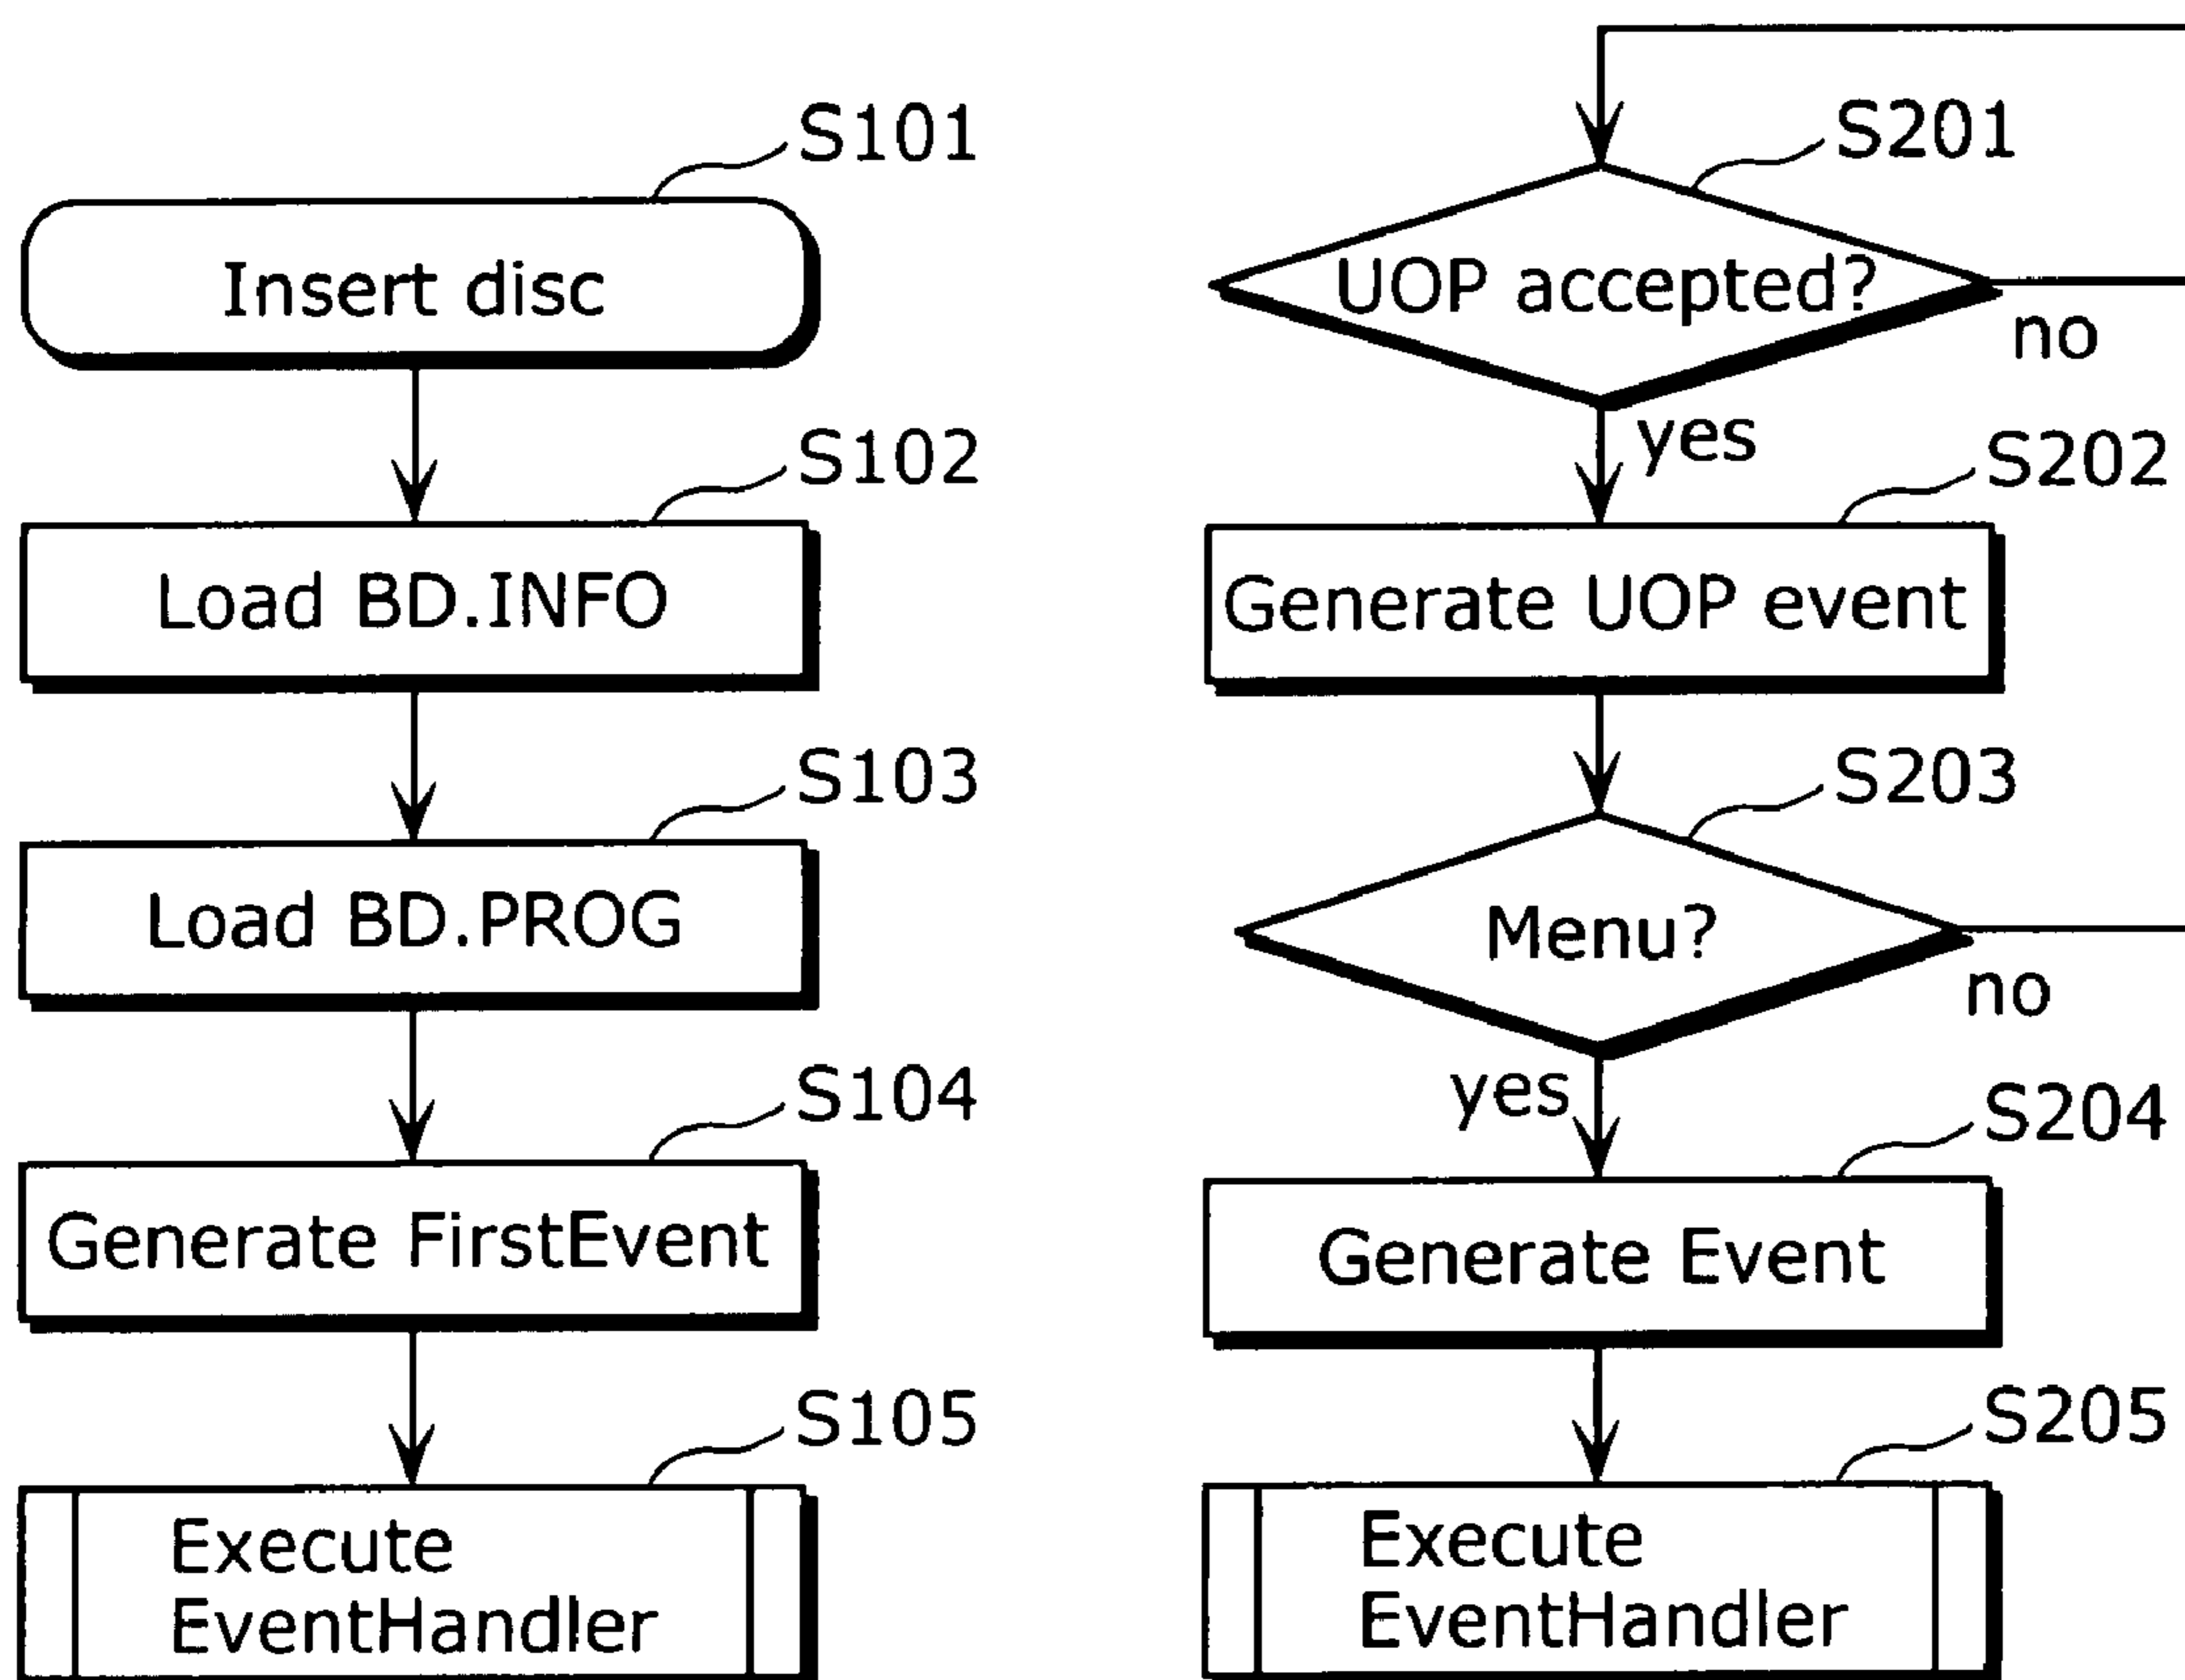 S101
Insert disc
S102
Load BD.INFO
S103
Load BD.PROG
S104
Generate FirstEvent
S105
Execute
EventHandler
S201
UOP accepted?
no
yes
S202
Generate UOP event
S203
Menu?
no
yes
S204
Generate Event
S205
Execute
EventHandler